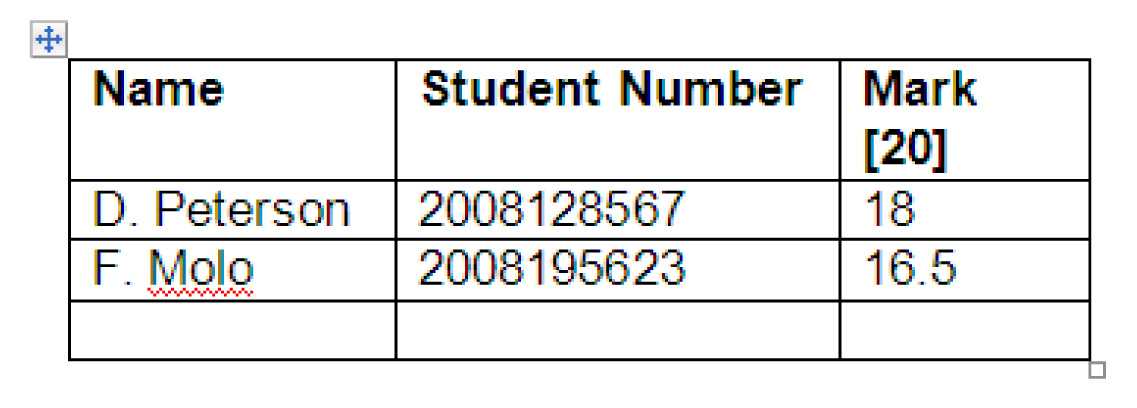 Name Student Number Mark
[20]
D. Peterson 2008128567 18
F. Molo 2008195623 16.5